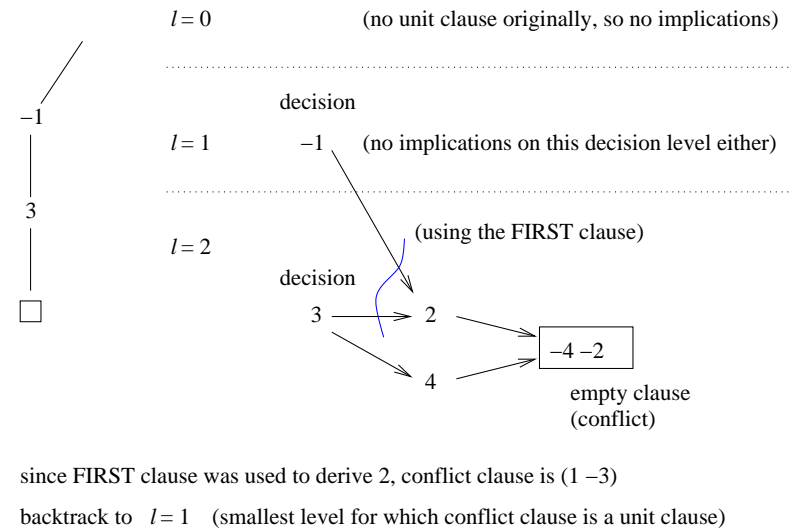 l = 0 (no unit clause originally, so no implications)
decision
−1
l = 1 −1 (no implications on this decision level either)
3
(using the FIRST clause)
l = 2
decision
3 2
−4 −2
4
empty clause
(conflict)
since FIRST clause was used to derive 2, conflict clause is (1 −3)
backtrack to l = 1 (smallest level for which conflict clause is a unit clause)